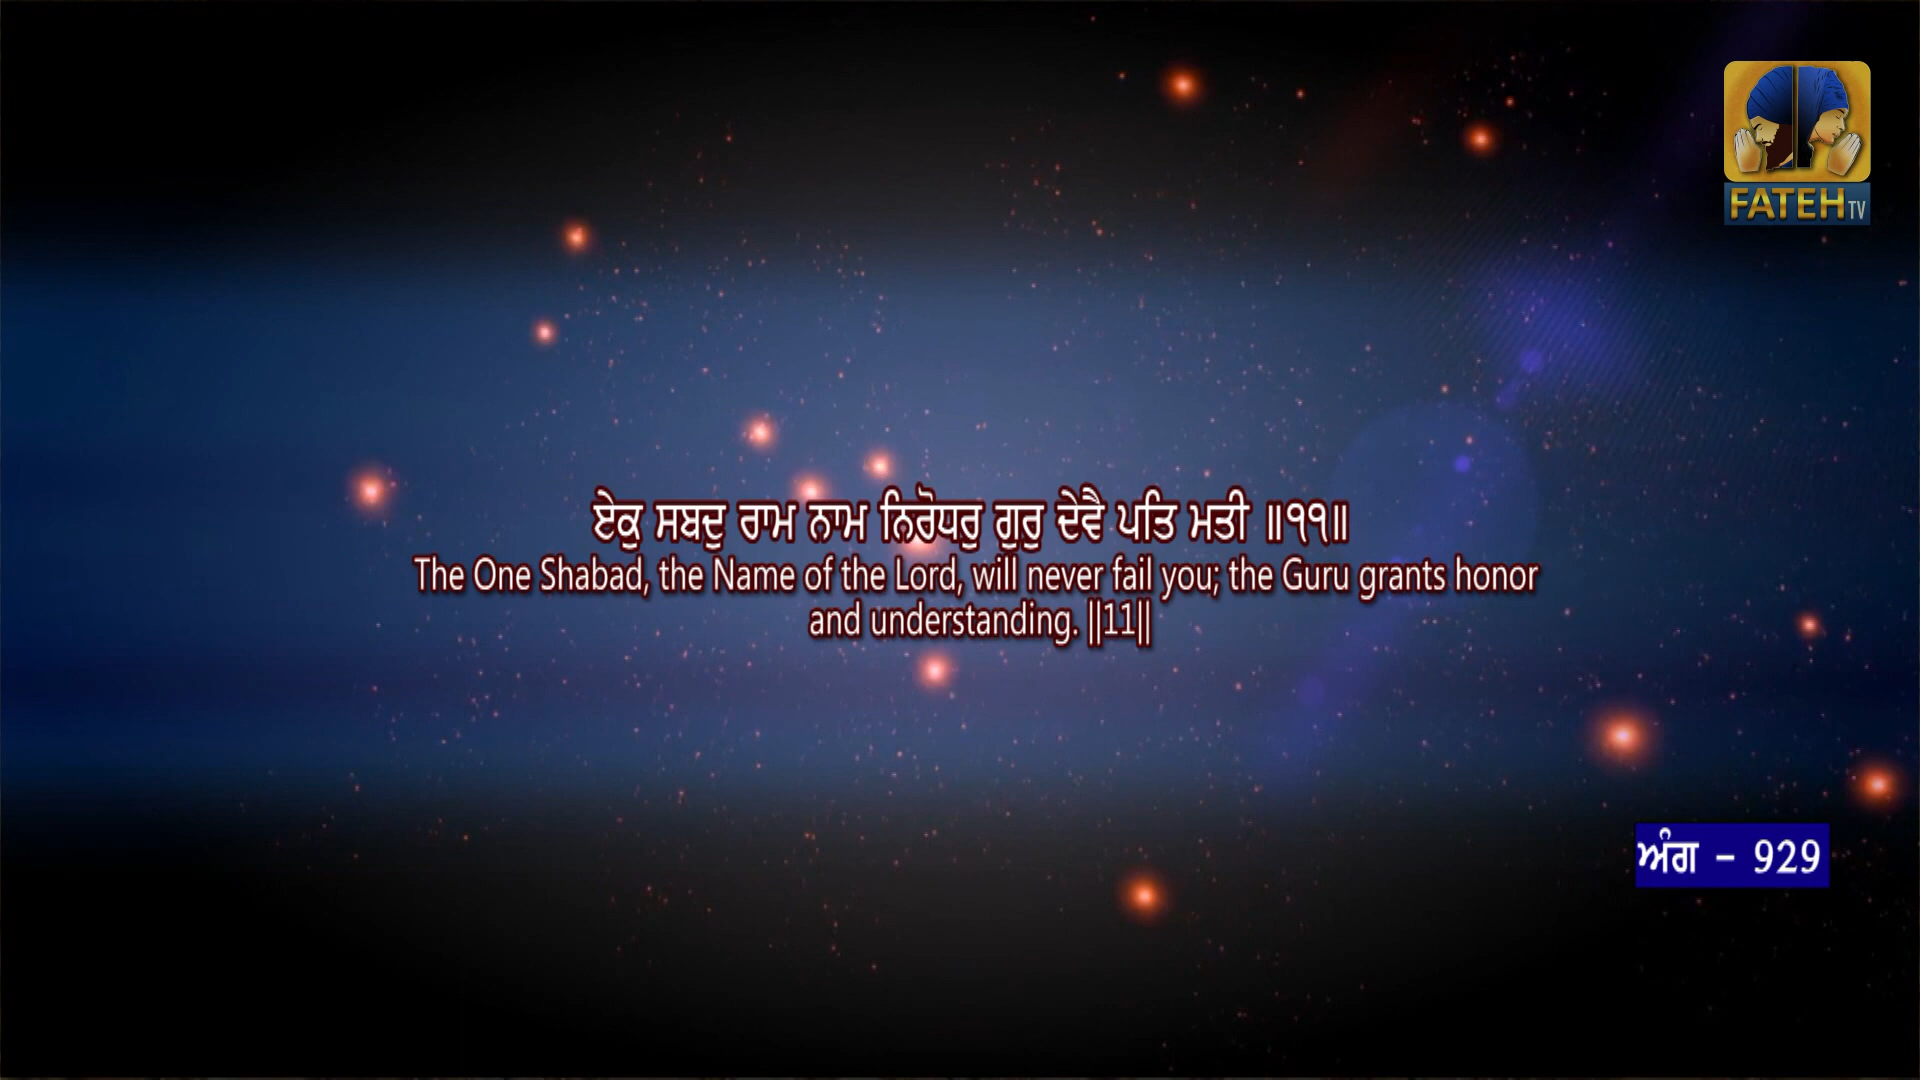 FATEH TV
ਏਕੁ ਸਬਦੁ ਰਾਮ ਨਾਮ ਨਿਰੋਧਰੁ ਗੁਰੁ ਦੇਵੈ ਪਤਿ ਮਤੀ ॥੧੧॥
The One Shabad, the Name of the Lord, will never fail you; the Guru grants honor
and understanding. ||11||
ਅੰਗ - 929